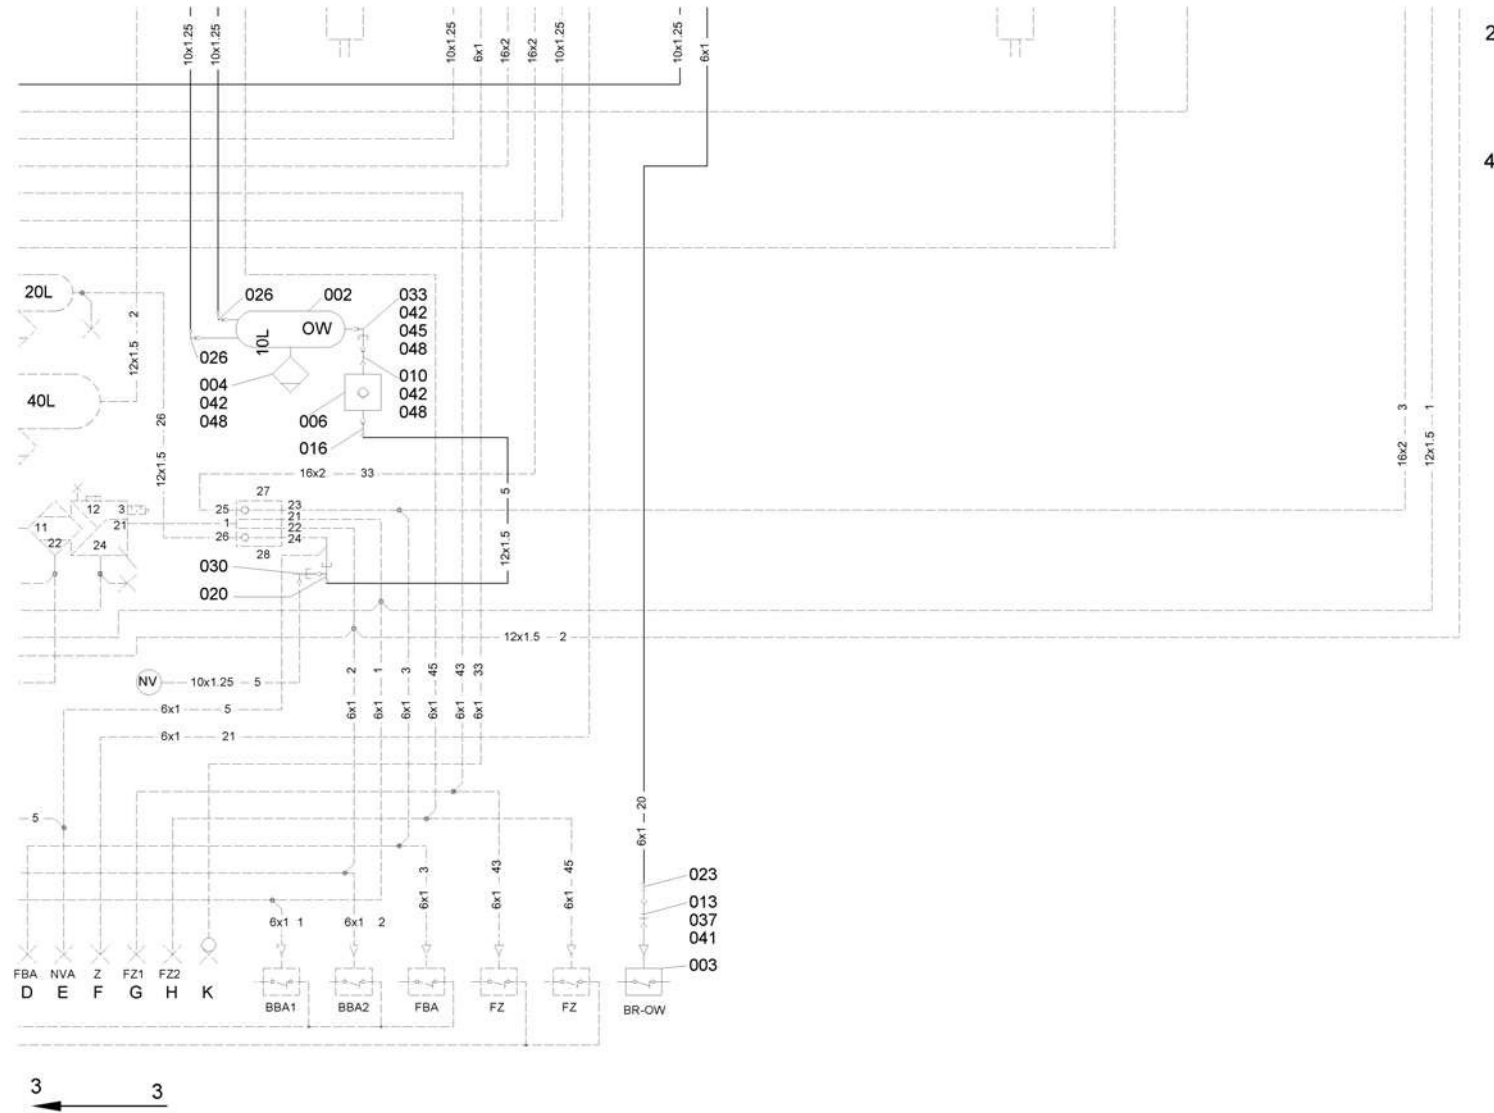 10x1.25
10x1.25
10x1.25
6x1
16x2
16x2
10x1.25
10x1.25
6x1
2
4
20L
026
002
033
042
045
048
OW
10L
12x1.5 2
026
004
042
048
010
042
048
40L
006
016
12x1.5 26
16x2 3
12x1.5 1
16x2 33
12x1.5 5
27
25
23
21
1
22
26
24
28
12
3
11
21
22
24
030
020
12x1.5 2
NV
10x1.25 5
6x1 5
6x1 21
6x1 2
6x1 1
6x1 3
6x1 45
6x1 43
6x1 33
5
6x1 20
6x1 3
6x1 43
6x1 45
023
013
037
041
003
6x1 1
6x1 2
FBA NVA Z FZ1 FZ2
D E F G H K
BBA1 BBA2 FBA FZ FZ BR-OW
3 3